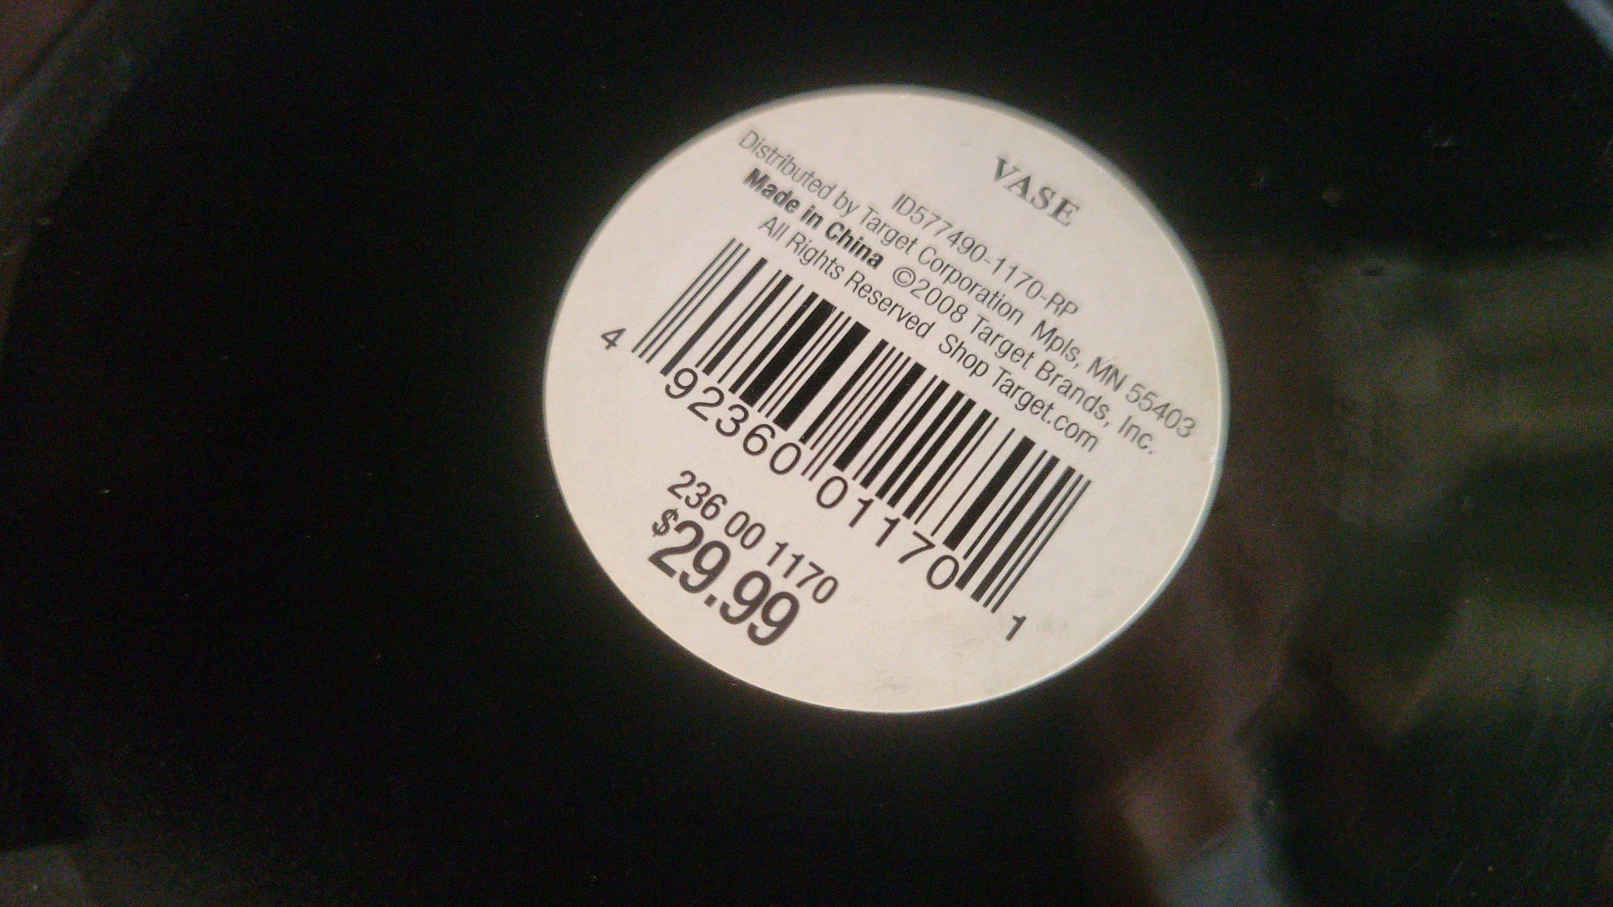 VASE
ID577490-1170-RP
Distributed by Target Corporation Mpls, MN 55403
Made in China ©2008 Target Brands, Inc.
All Rights Reserved Shop Target.com
4 92360 01170 1
236 00 1170
$29.99